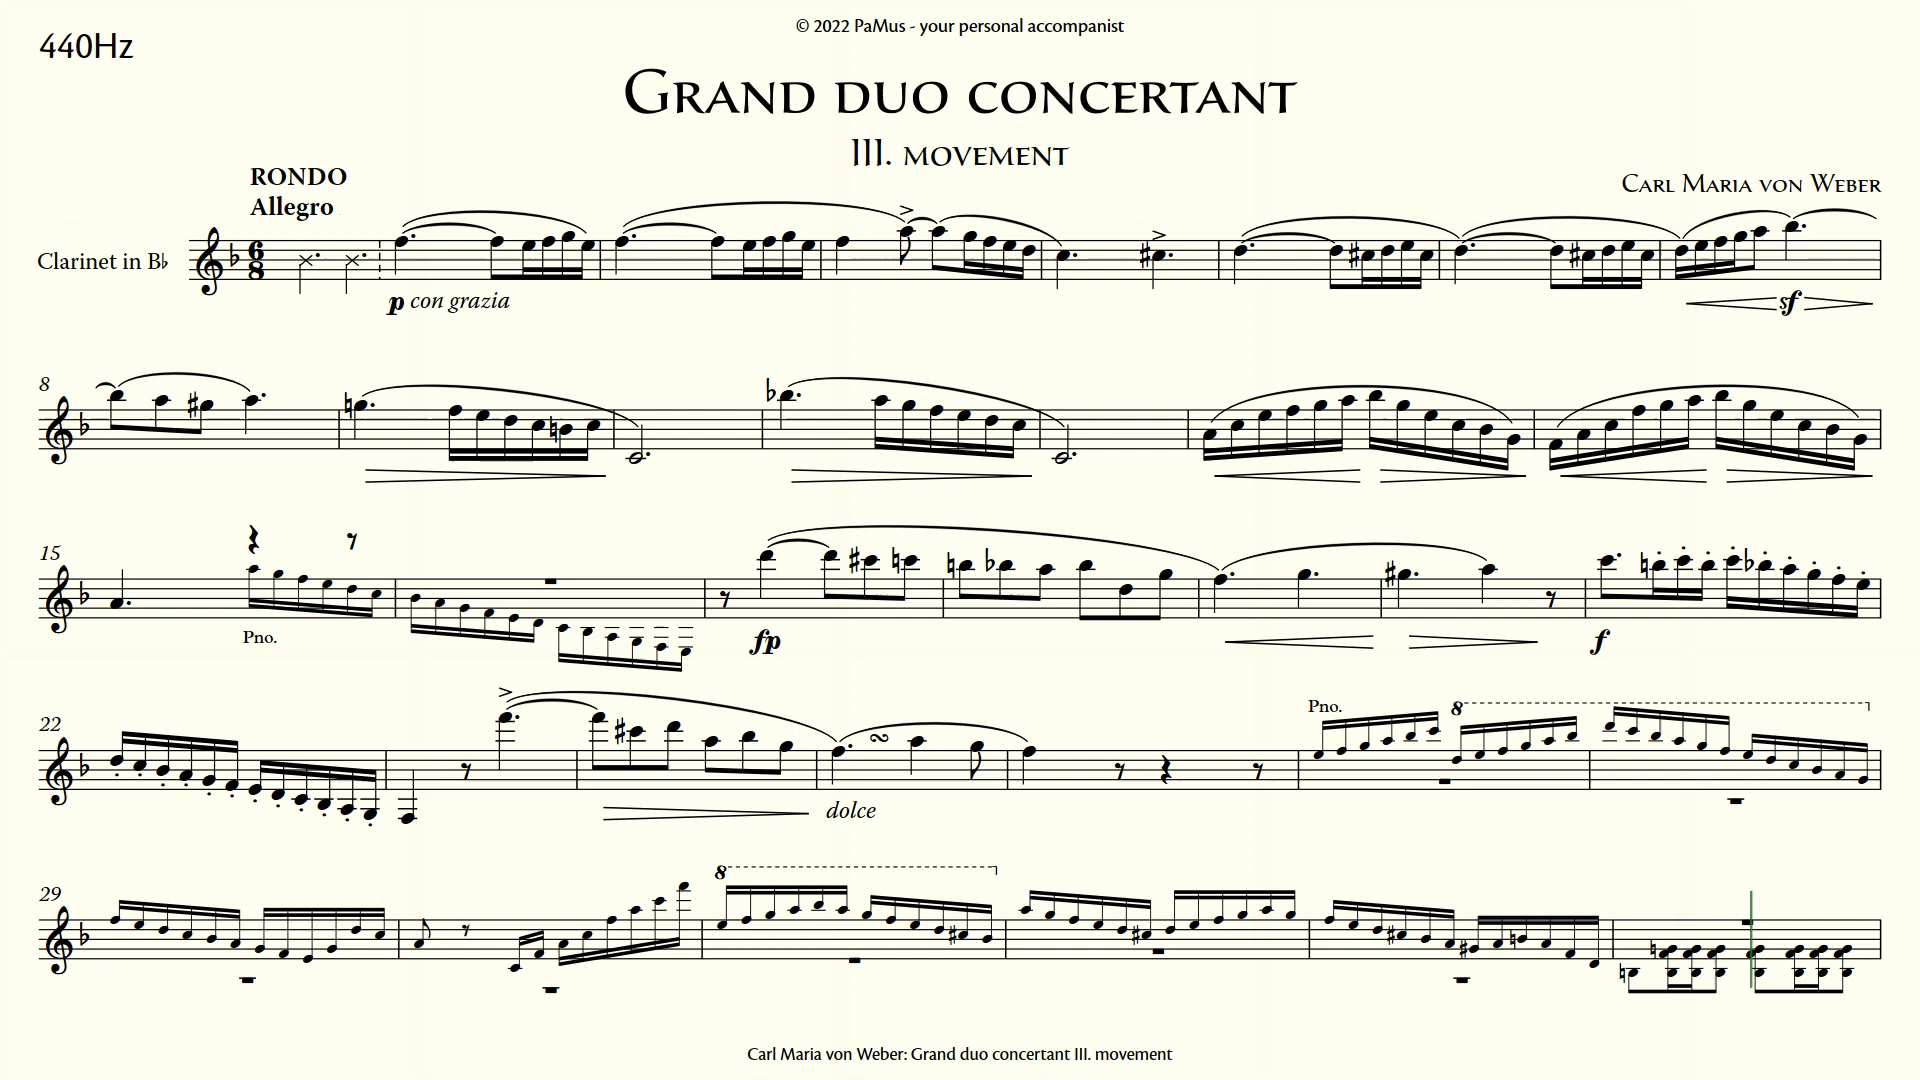 © 2022 PaMus - your personal accompanist
440Hz
Grand duo concertant
III. movement
RONDO
Allegro
Carl Maria von Weber
Clarinet in B♭
6
8
p con grazia
sf
8
15
Pno.
fp
f
22
Pno.
8
dolce
29
8
Carl Maria von Weber: Grand duo concertant III. movement